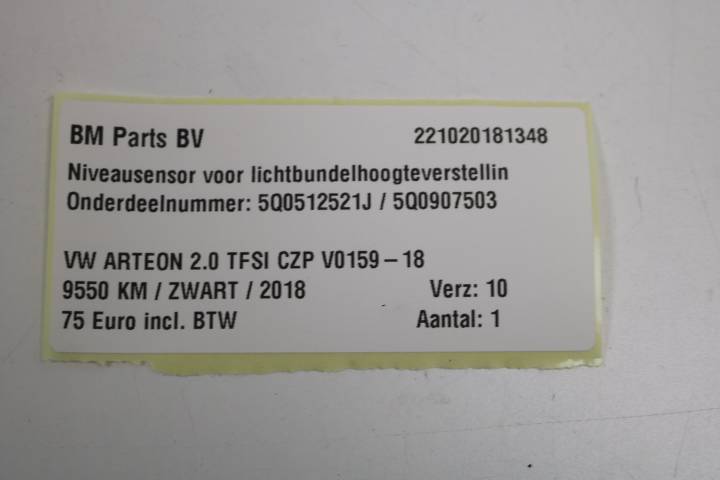 BM Parts BV 221020181348
Niveausensor voor lichtbundelhoogteverstellin
Onderdeelnummer: 5Q0512521J / 5Q0907503
VW ARTEON 2.0 TFSI CZP V0159-18
9550 KM / ZWART / 2018 Verz: 10
75 Euro incl. BTW Aantal: 1